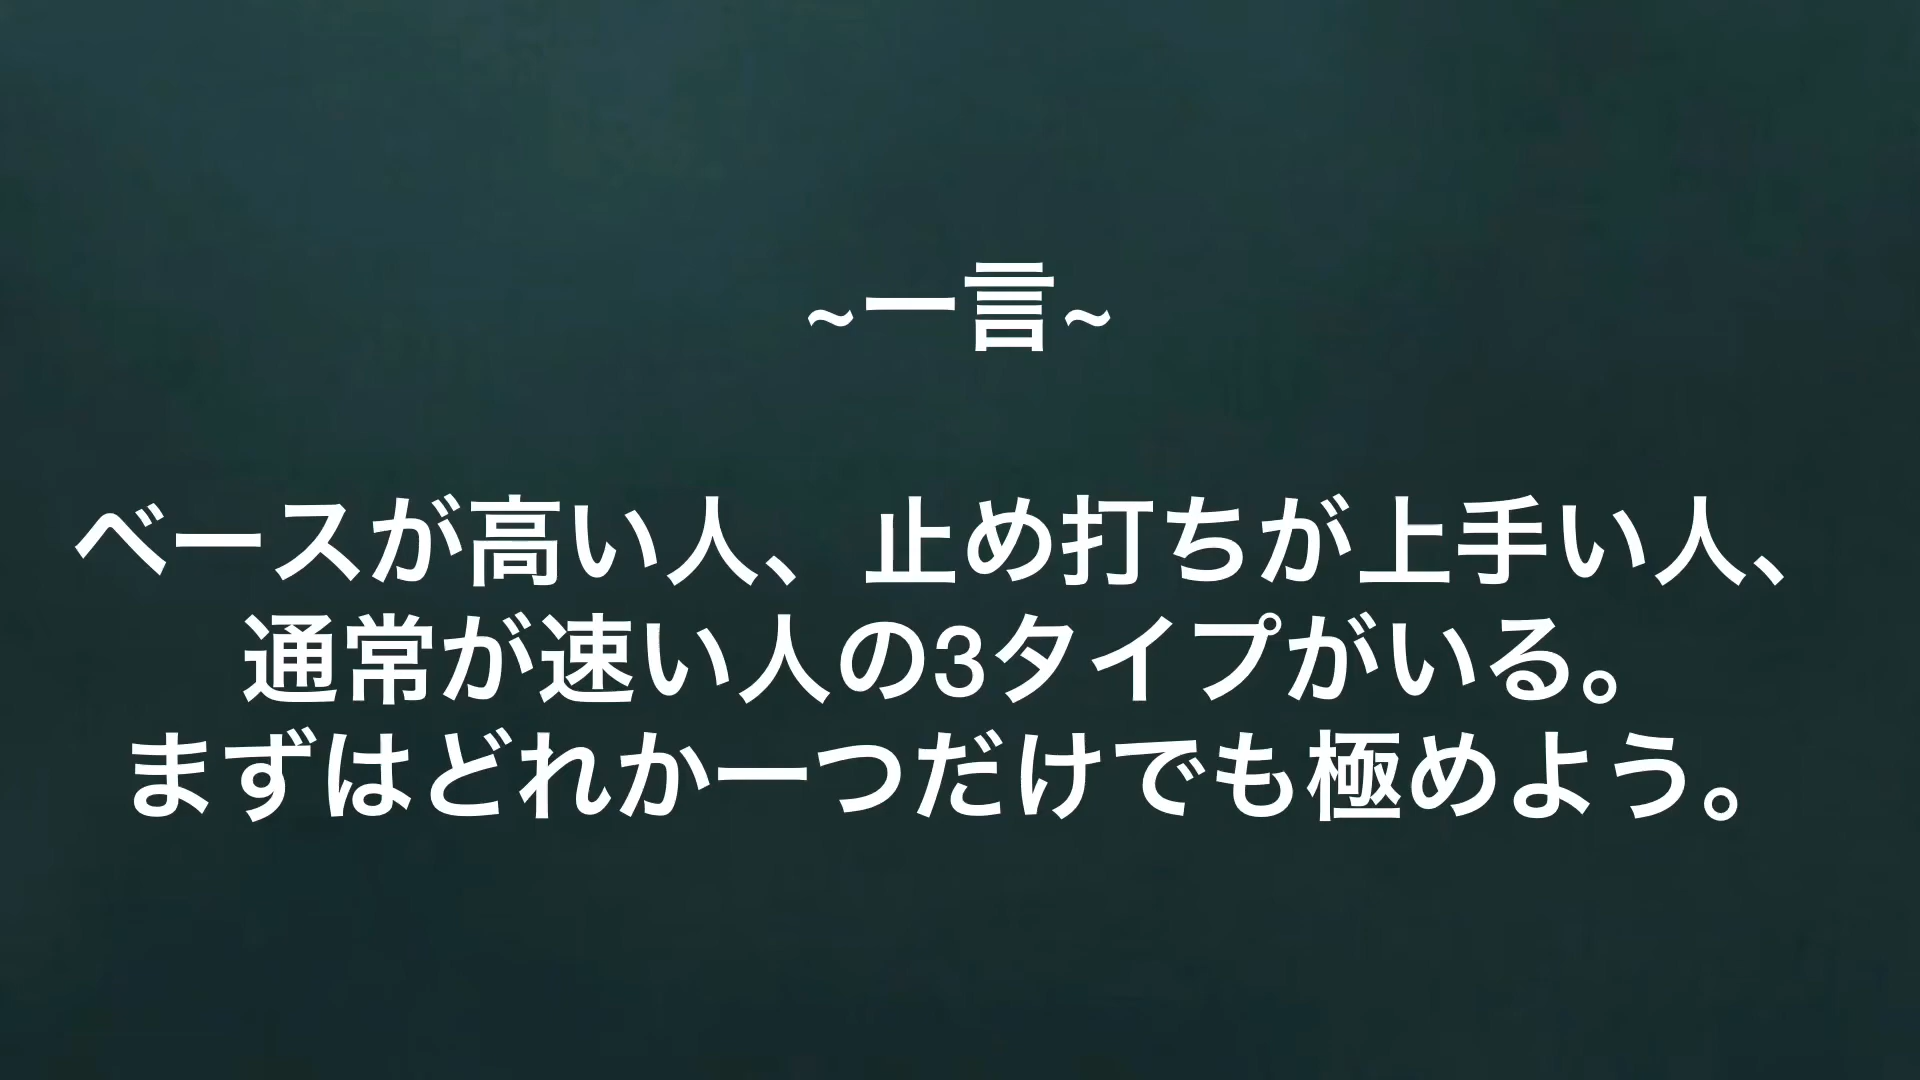 ~一言~
ベースが高い人、止め打ちが上手い人、
通常が速い人の3タイプがいる。
まずはどれか一つだけでも極めよう。